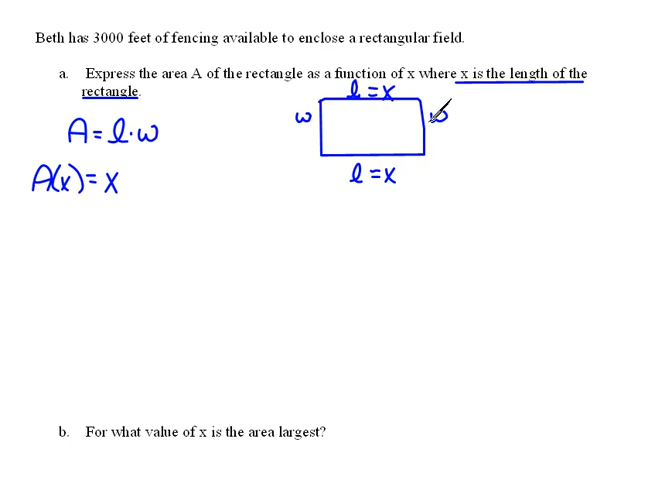 Beth has 3000 feet of fencing available to enclose a rectangular field.
a. Express the area A of the rectangle as a function of x where x is the length of the
rectangle.
l = x
w
w
A = l · w
l = x
A(x) = x
b. For what value of x is the area largest?